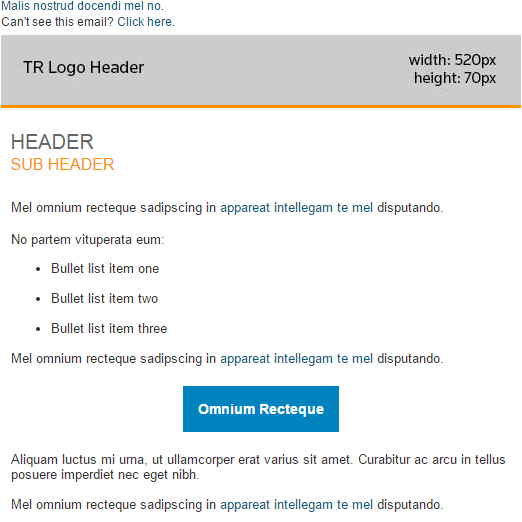 Malis nostrud docendi mel no.
Can't see this email? Click here.
TR Logo Header
width: 520px
height: 70px
HEADER
SUB HEADER
Mel omnium recteque sadipscing in appareat intellegam te mel disputando.
No partem vituperata eum:
• Bullet list item one
• Bullet list item two
• Bullet list item three
Mel omnium recteque sadipscing in appareat intellegam te mel disputando.
Omnium Recteque
Aliquam luctus mi urna, ut ullamcorper erat varius sit amet. Curabitur ac arcu in tellus
posuere imperdiet nec eget nibh.
Mel omnium recteque sadipscing in appareat intellegam te mel disputando.